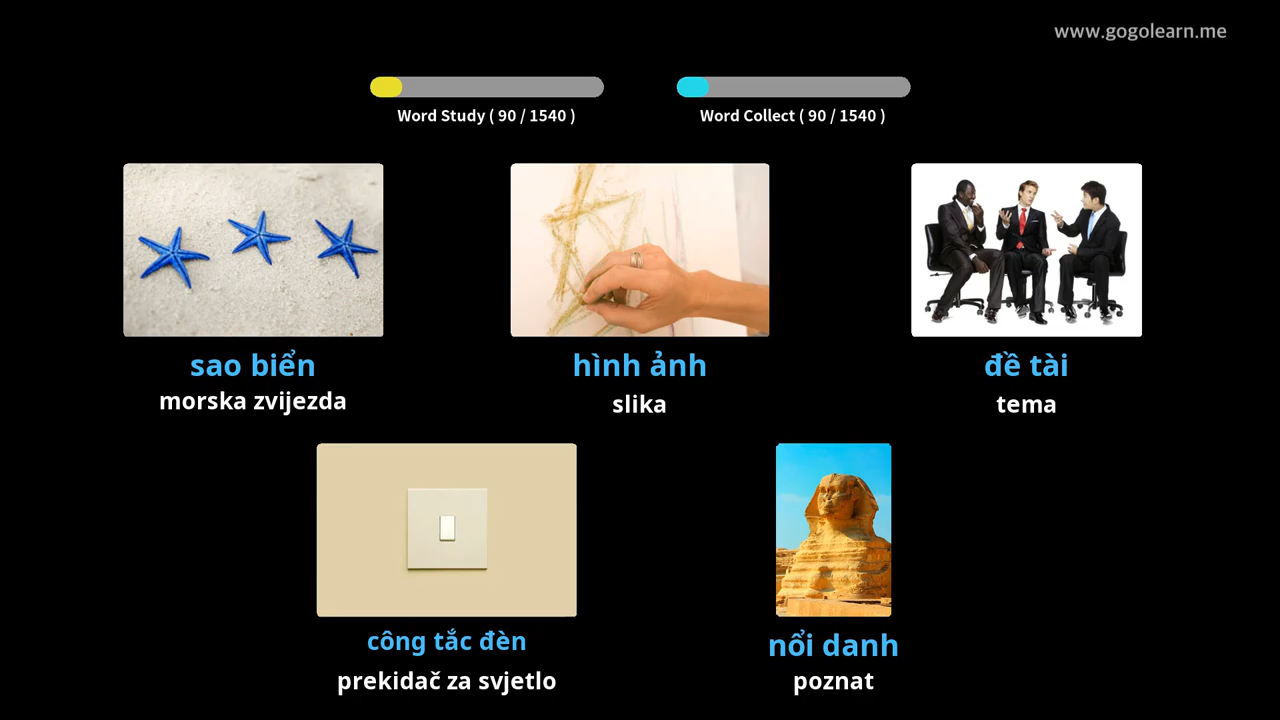 www.gogolearn.me
Word Study ( 90 / 1540 )
Word Collect ( 90 / 1540 )
sao biển
morska zvijezda
hình ảnh
slika
đề tài
tema
công tắc đèn
prekidač za svjetlo
nổi danh
poznat